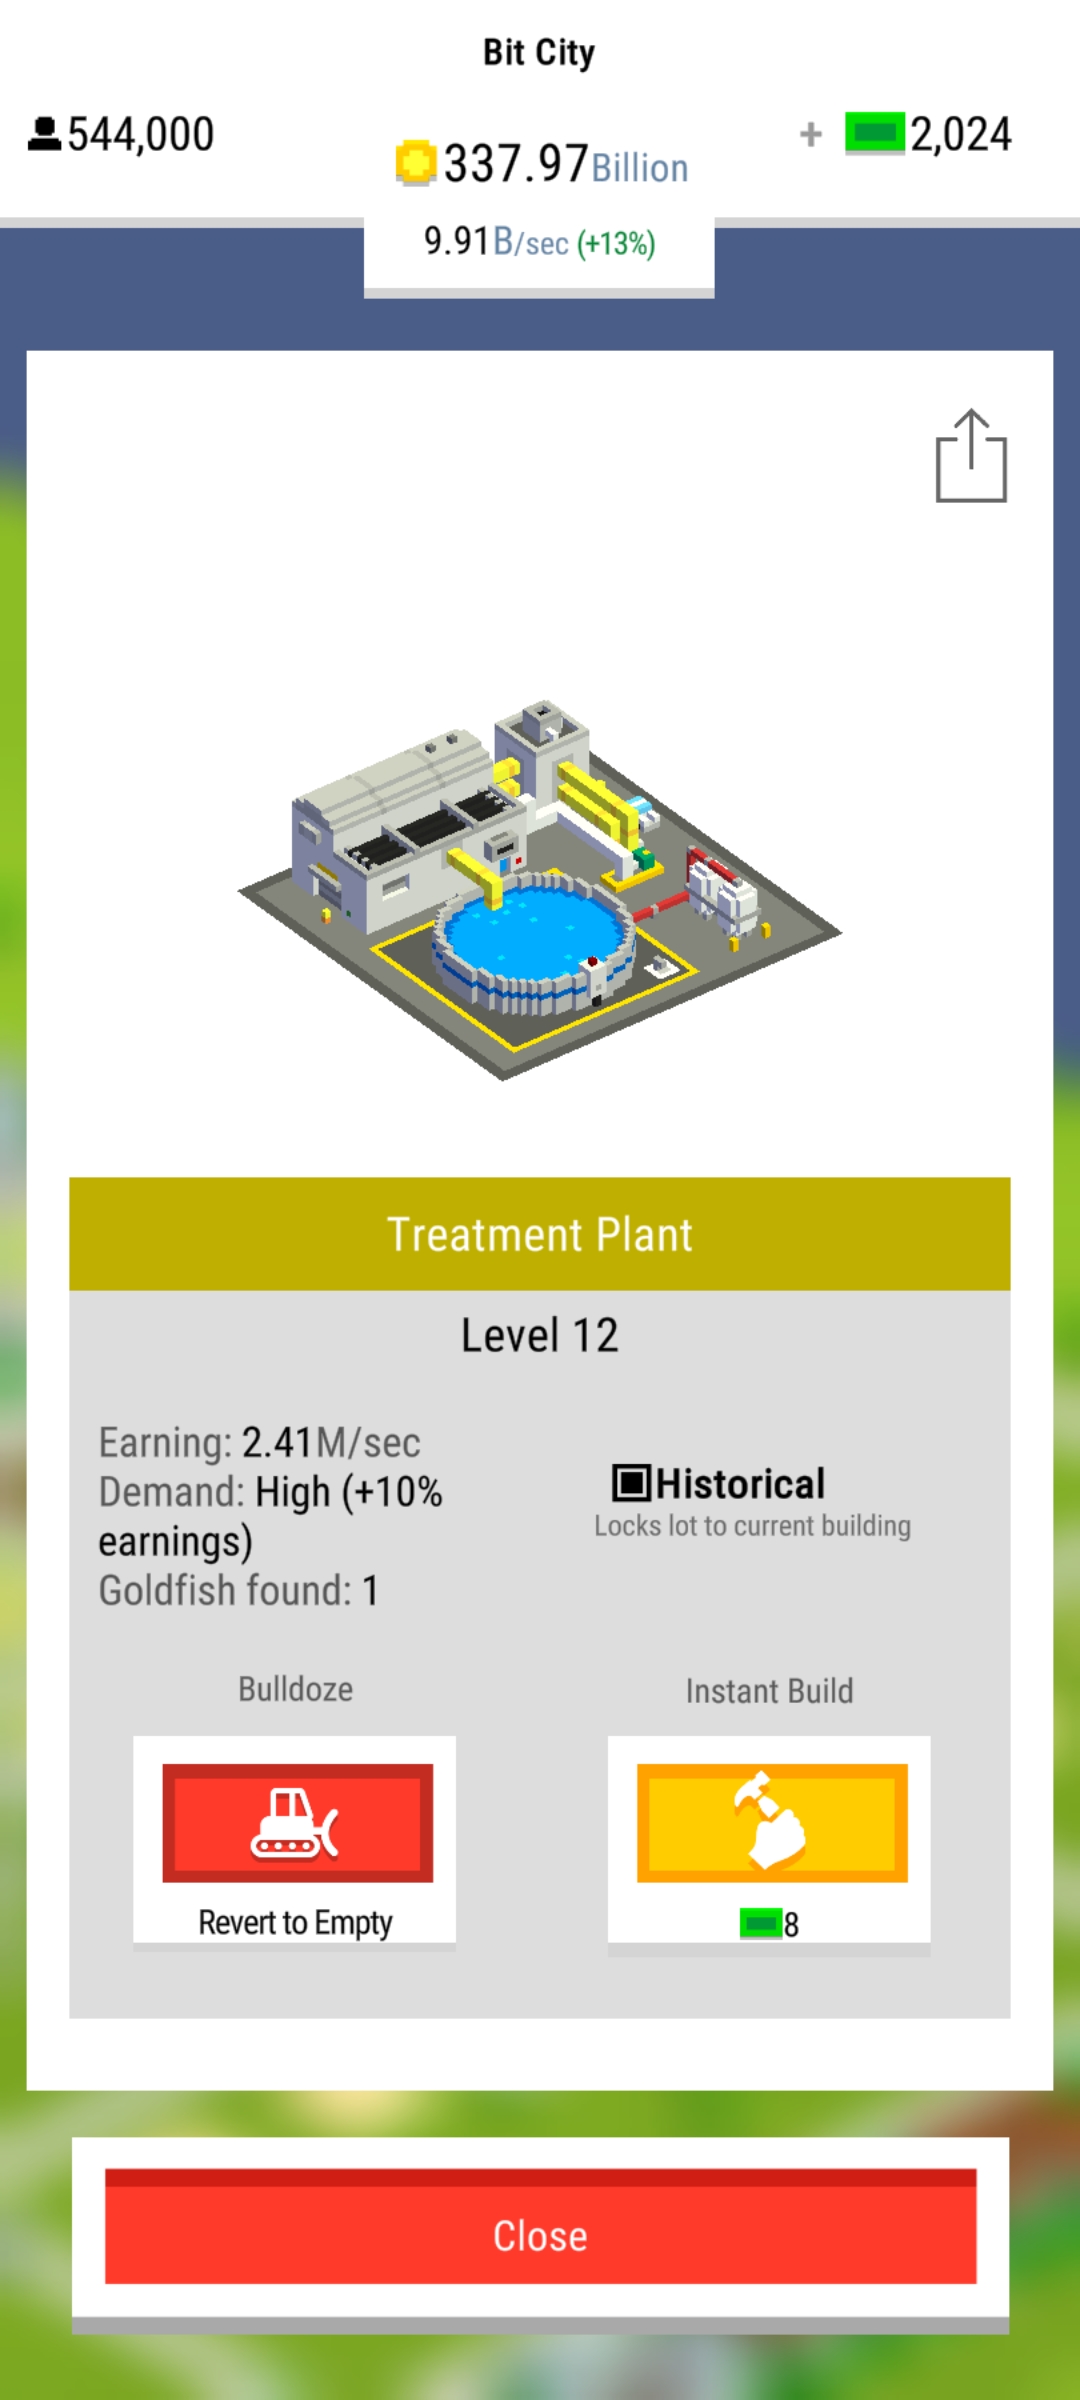 Bit City
544,000
337.97Billion
+ 2,024
9.91B/sec (+13%)
Treatment Plant
Level 12
Earning: 2.41M/sec
Demand: High (+10%
earnings)
Goldfish found: 1
Historical
Locks lot to current building
Bulldoze
Revert to Empty
Instant Build
8
Close